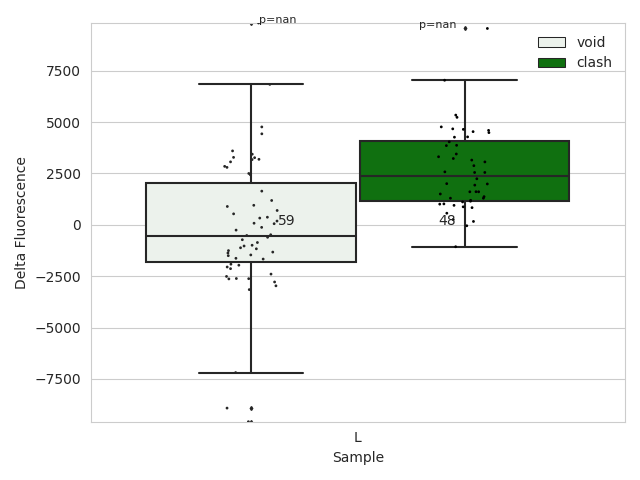 p=nan
p=nan
void
clash
7500
5000
2500
0
−2500
−5000
−7500
59
48
Delta Fluorescence
L
Sample